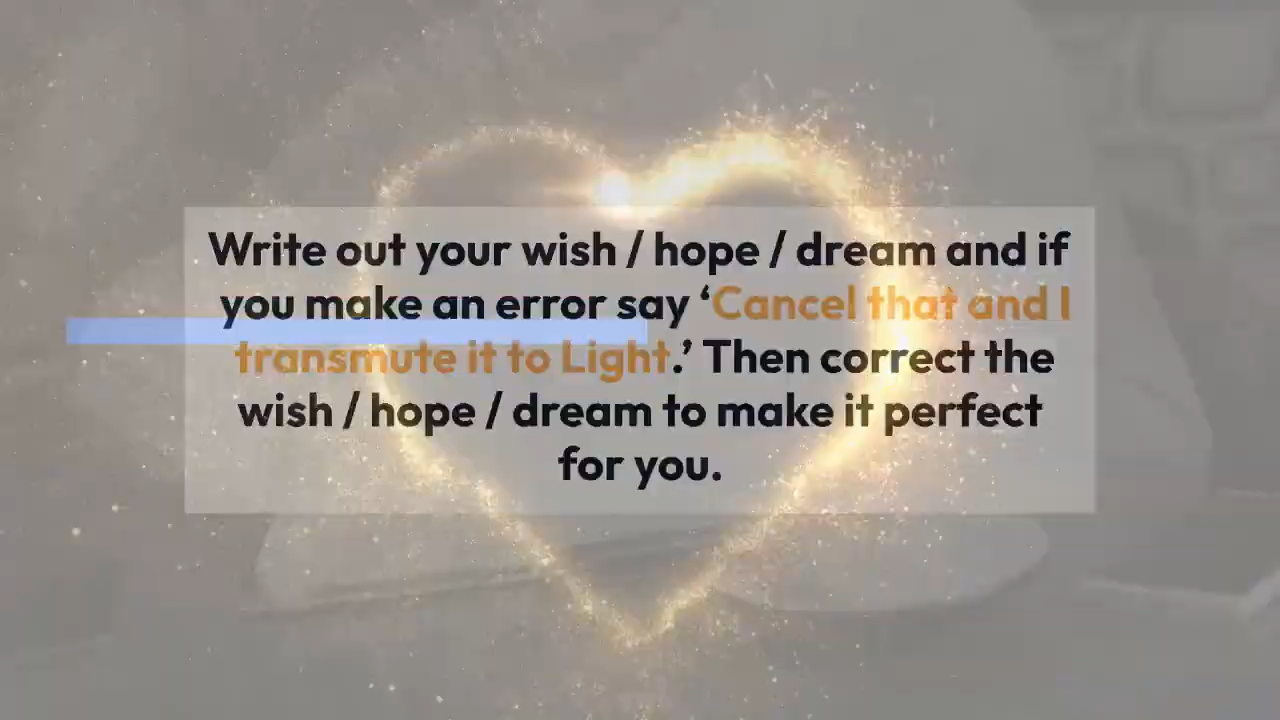 Write out your wish / hope / dream and if
you make an error say ‘Cancel that and I
transmute it to Light.’ Then correct the
wish / hope / dream to make it perfect
for you.